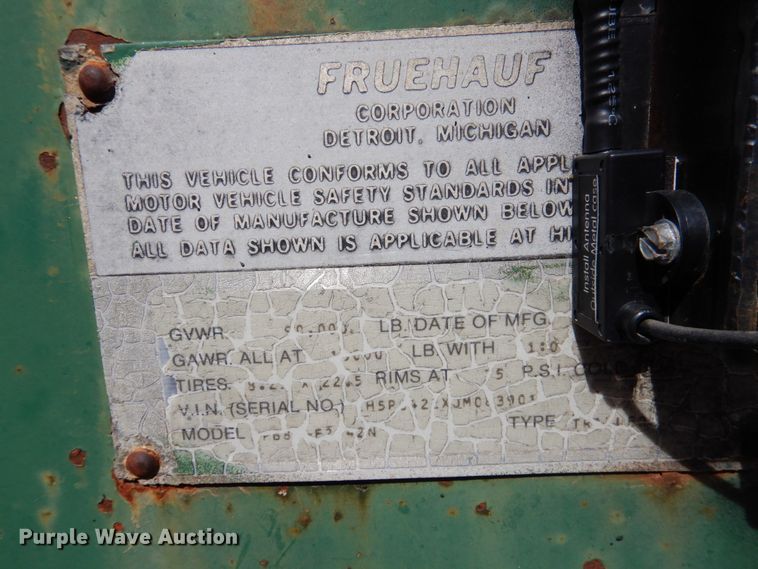 FRUEHAUF
CORPORATION
DETROIT, MICHIGAN
THIS VEHICLE CONFORMS TO ALL APPL
MOTOR VEHICLE SAFETY STANDARDS IN
DATE OF MANUFACTURE SHOWN BELOW
ALL DATA SHOWN IS APPLICABLE AT
GVWR. LB. DATE OF MFG.
GAWR. ALL AT LB. WITH
TIRES. RIMS AT P.S.I. COLD
V.I.N. (SERIAL NO.)
MODEL TYPE
Install Antenna
Outside Metal case
Purple Wave Auction